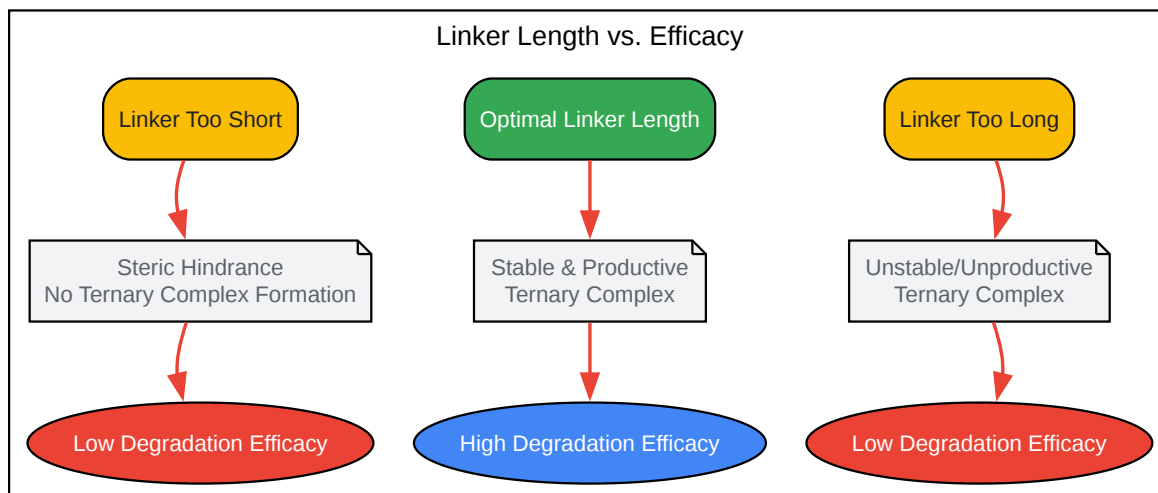 Linker Length vs. Efficacy
Linker Too Short
Optimal Linker Length
Linker Too Long
Steric Hindrance
No Ternary Complex Formation
Stable & Productive
Ternary Complex
Unstable/Unproductive
Ternary Complex
Low Degradation Efficacy
High Degradation Efficacy
Low Degradation Efficacy